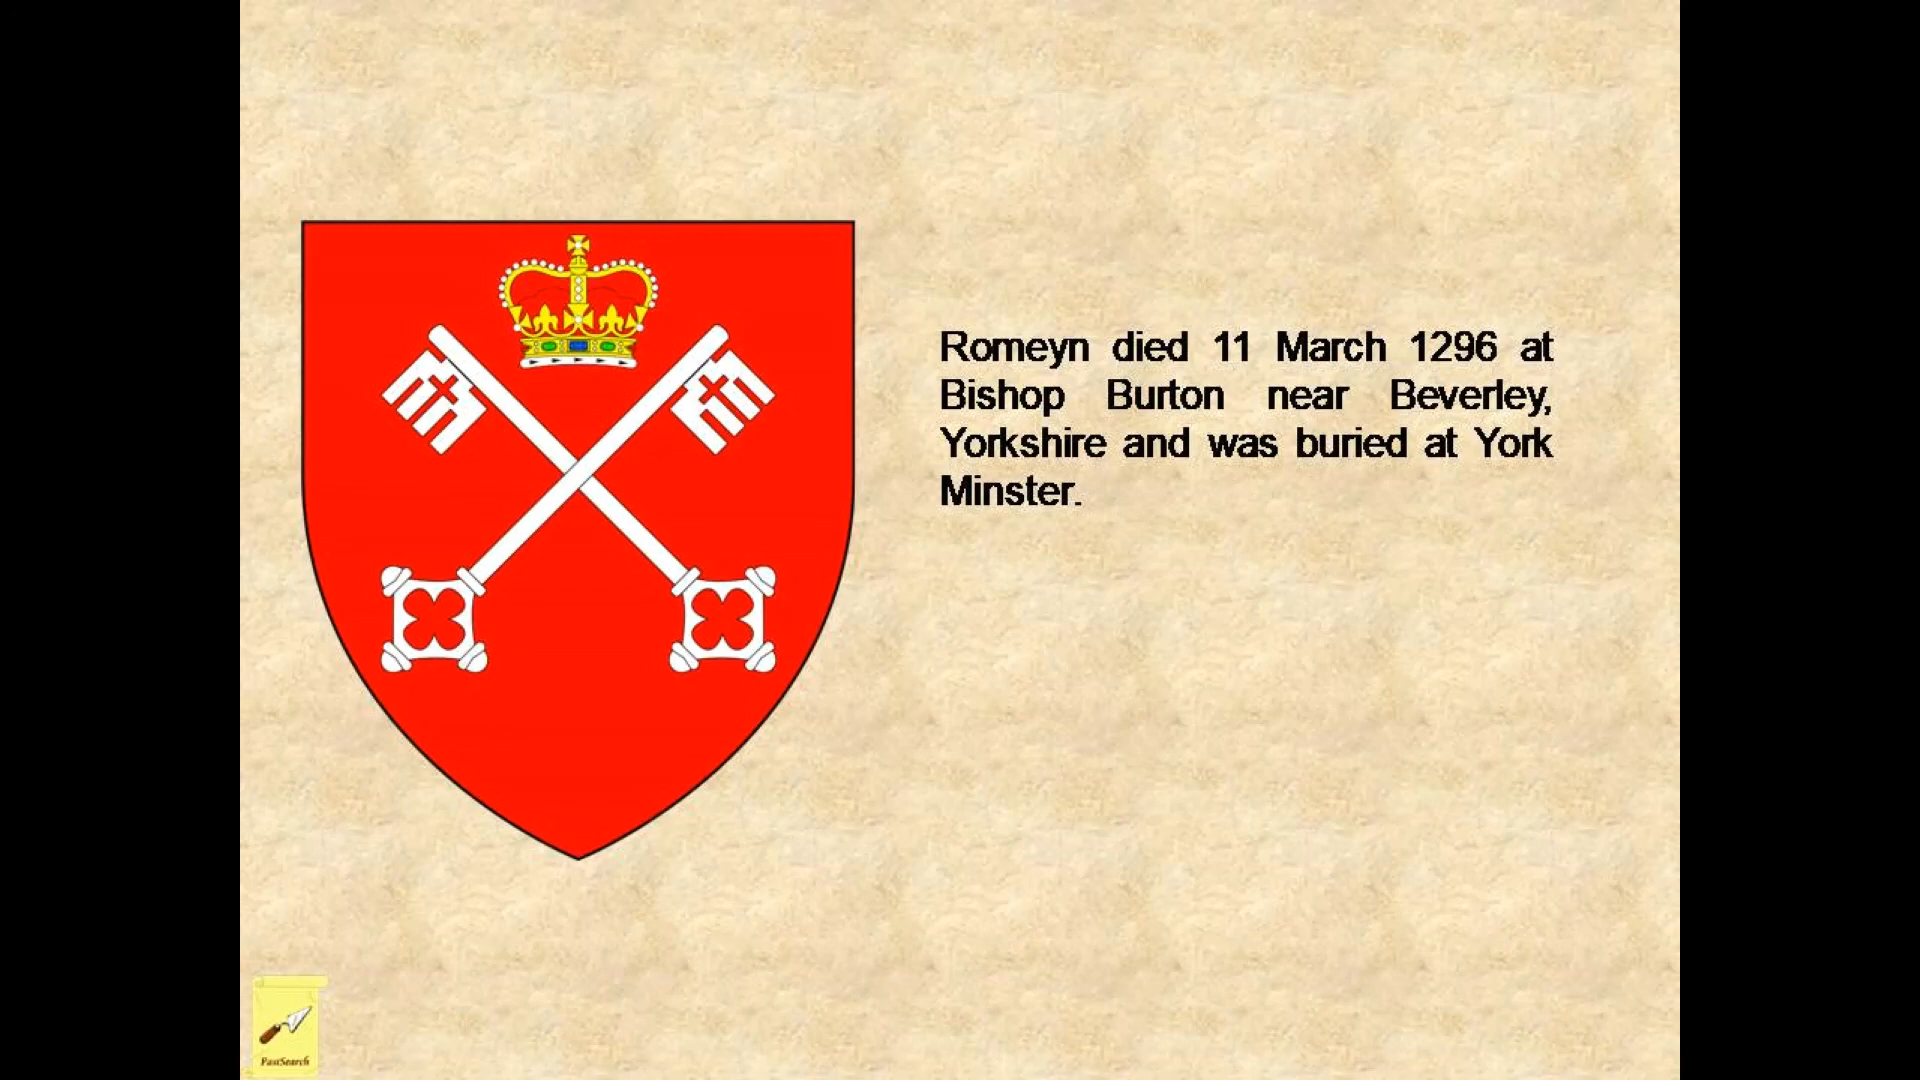 Romeyn died 11 March 1296 at
Bishop Burton near Beverley,
Yorkshire and was buried at York
Minster.
PastSearch